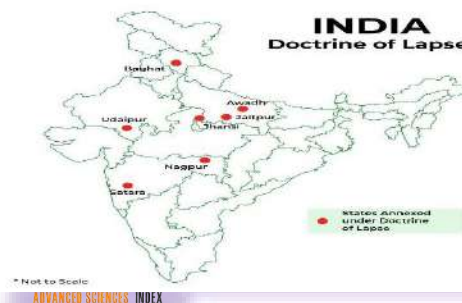 INDIA
Doctrine of Lapse
Baghat
Awadh
Udaipur
Jaitpur
Jhansi
Nagpur
Satara
States Annexed
under Doctrine
of Lapse
* Not to Scale
ADVANCED SCIENCES INDEX